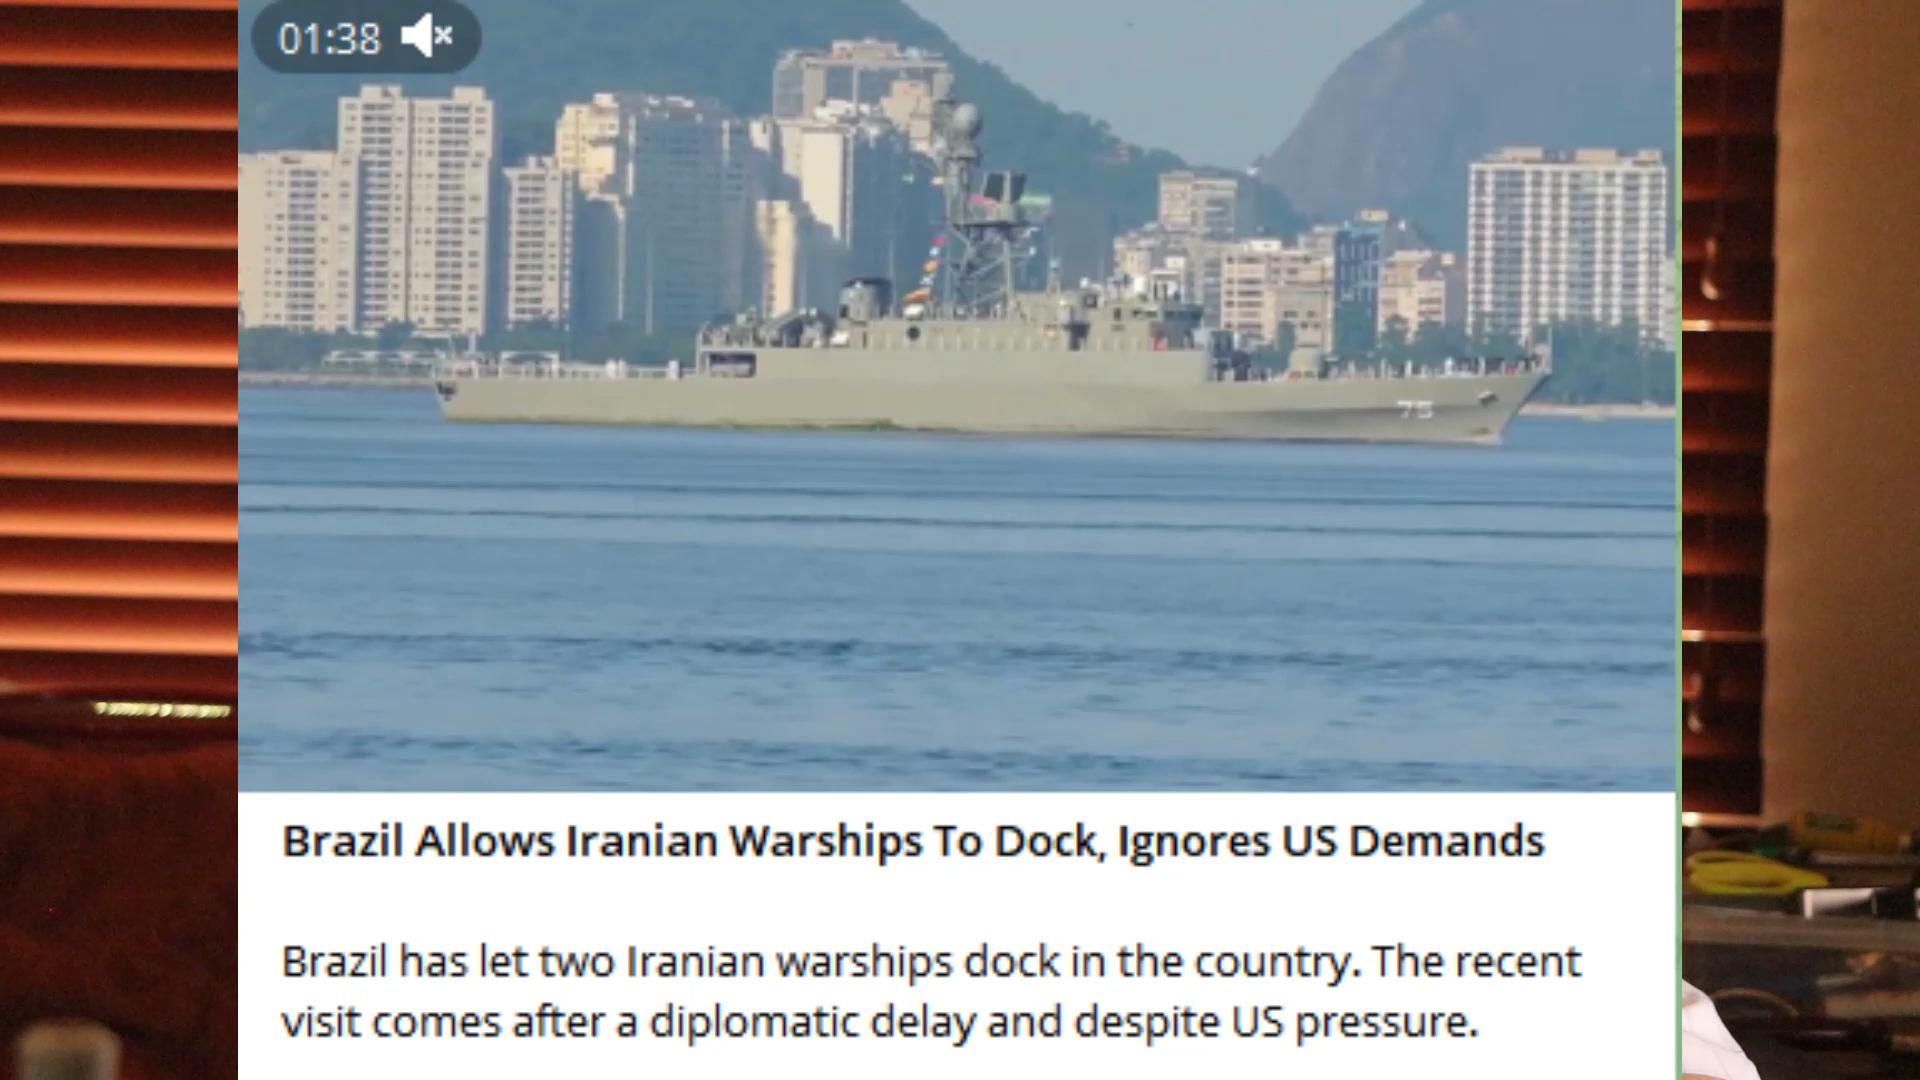 01:38
75
Brazil Allows Iranian Warships To Dock, Ignores US Demands
Brazil has let two Iranian warships dock in the country. The recent
visit comes after a diplomatic delay and despite US pressure.